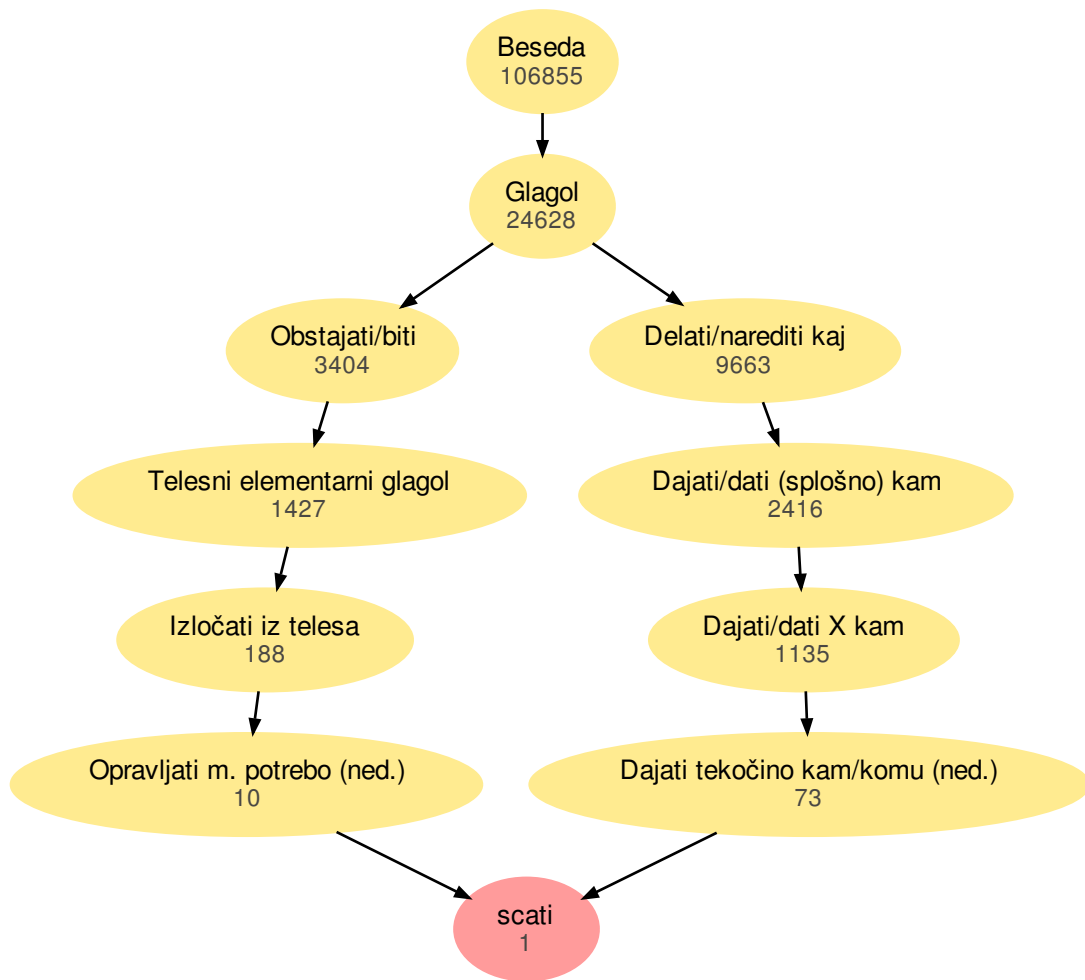 Beseda
106855
Glagol
24628
Obstajati/biti
3404
Delati/narediti kaj
9663
Telesni elementarni glagol
1427
Dajati/dati (splošno) kam
2416
Izločati iz telesa
188
Dajati/dati X kam
1135
Opravljati m. potrebo (ned.)
10
Dajati tekočino kam/komu (ned.)
73
scati
1